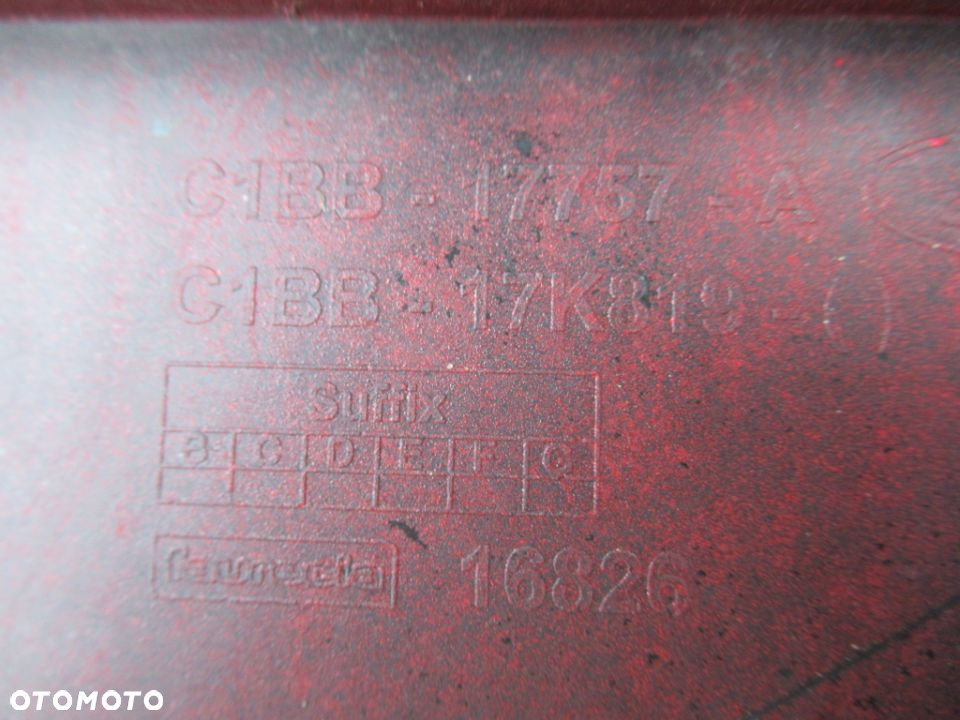 C1BB - 17757 - A
C1BB - 17K819 - ( )
Suffix
B C D E F G
faurecia 16826
OTOMOTO